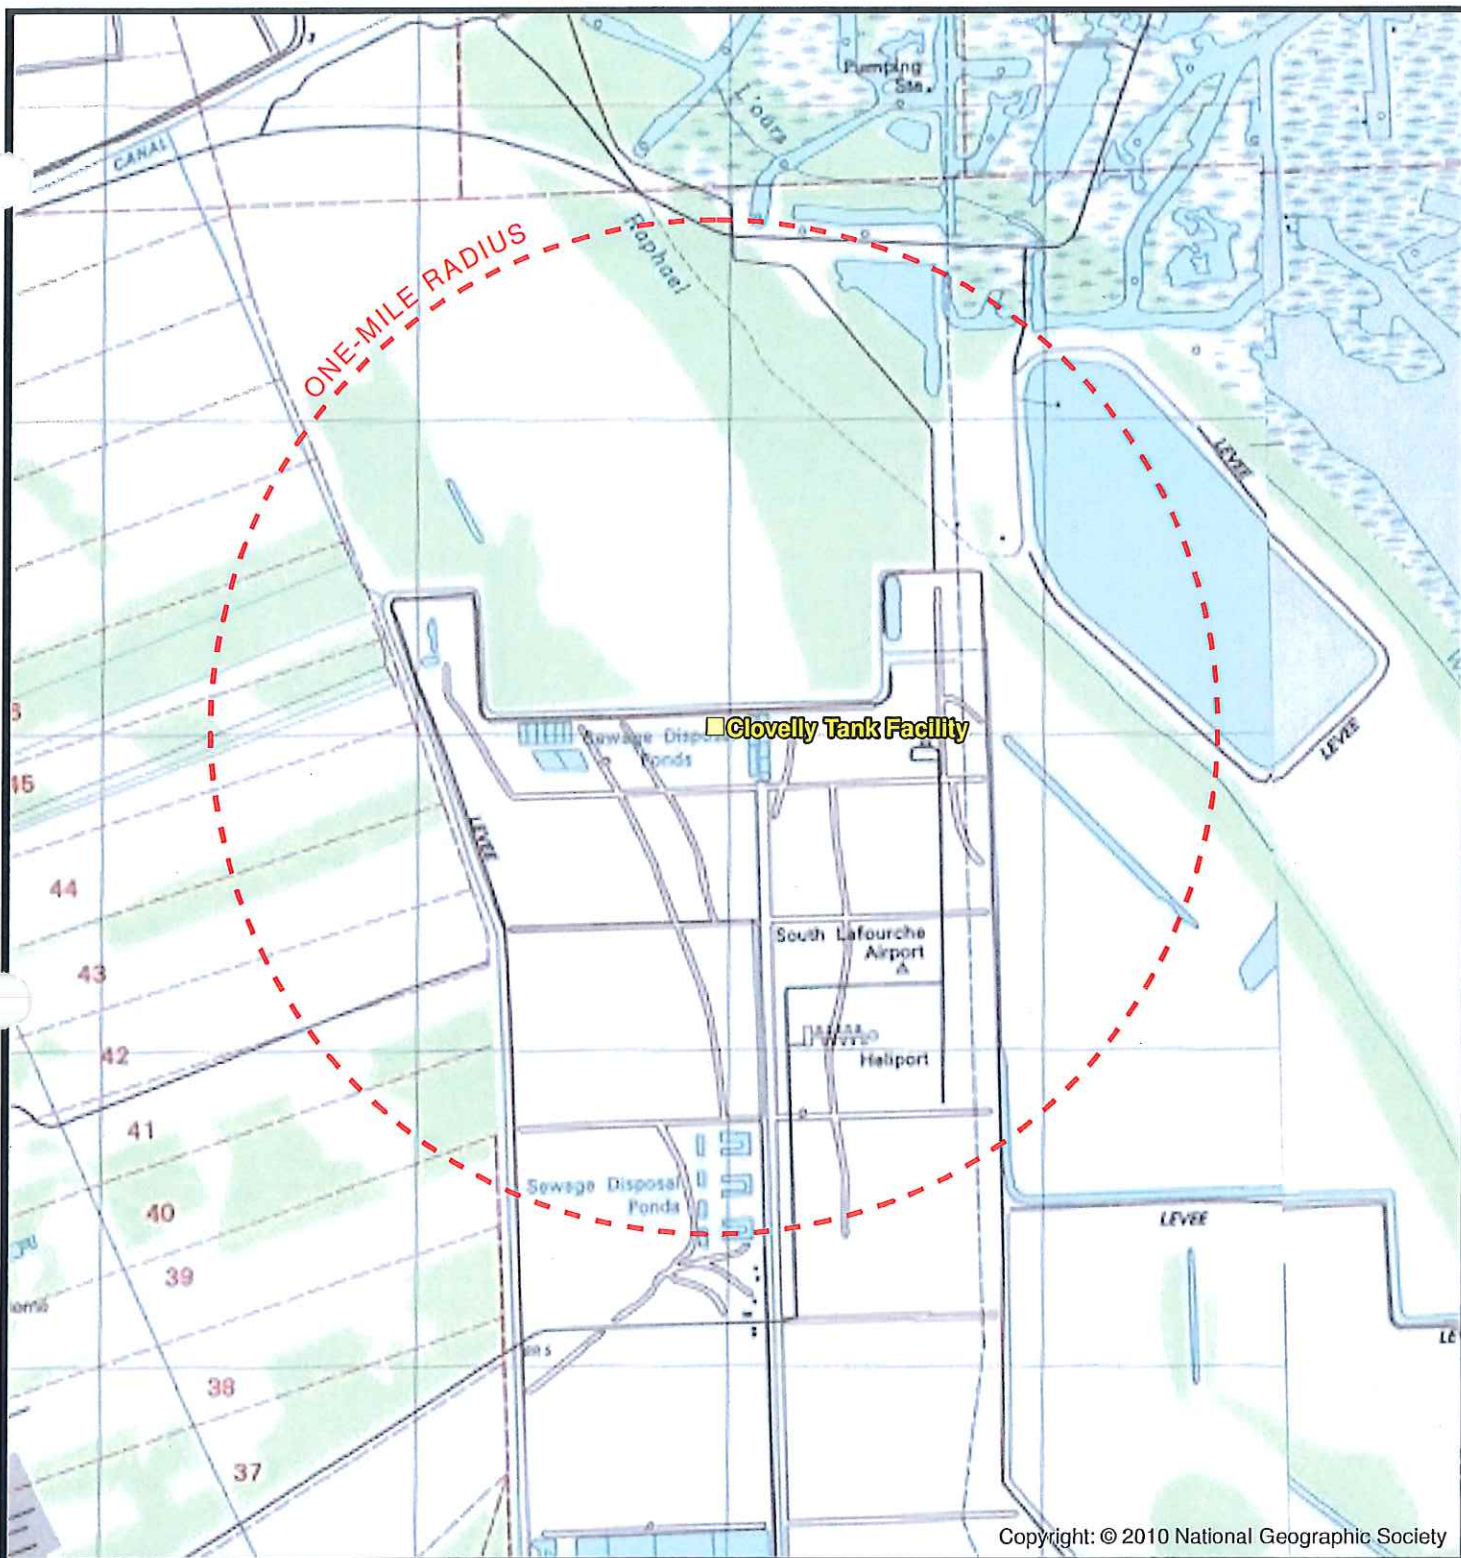 Pumping
Sta.
L'ours
CANAL
Raphael
ONE-MILE RADIUS
LEVEE
Clovelly Tank Facility
Sewage Disposal
Ponds
LEVEE
45
LEVEE
44
South Lafourche
Airport
43
Heliport
42
41
Sewage Disposal
Ponds
40
LEVEE
39
LE
38
37
Copyright: © 2010 National Geographic Society